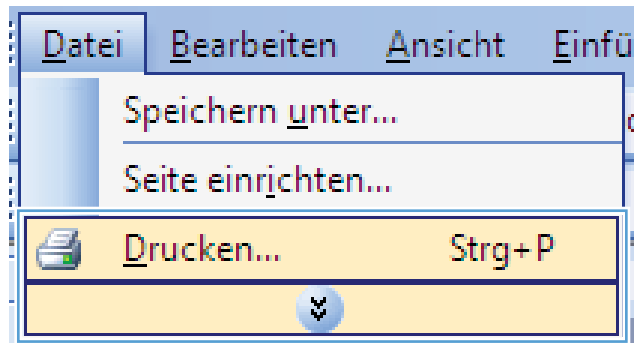 Datei Bearbeiten Ansicht Einfü
Speichern unter...
Seite einrichten...
Drucken... Strg+P